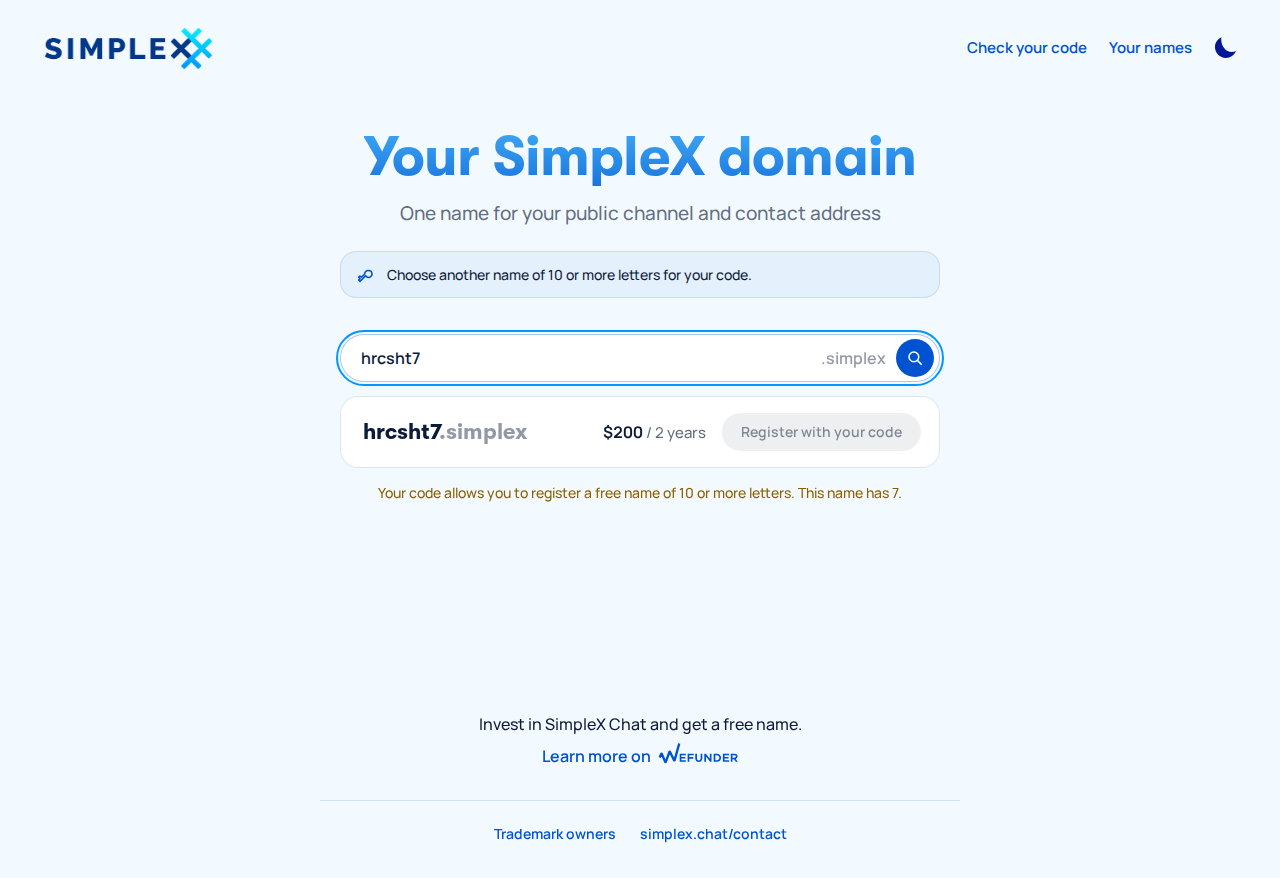 SIMPLEX
Check your code
Your names
Your SimpleX domain
One name for your public channel and contact address
Choose another name of 10 or more letters for your code.
hrcsht7
.simplex
hrcsht7.simplex
$200 / 2 years
Register with your code
Your code allows you to register a free name of 10 or more letters. This name has 7.
Invest in SimpleX Chat and get a free name.
Learn more on WEFUNDER
Trademark owners
simplex.chat/contact